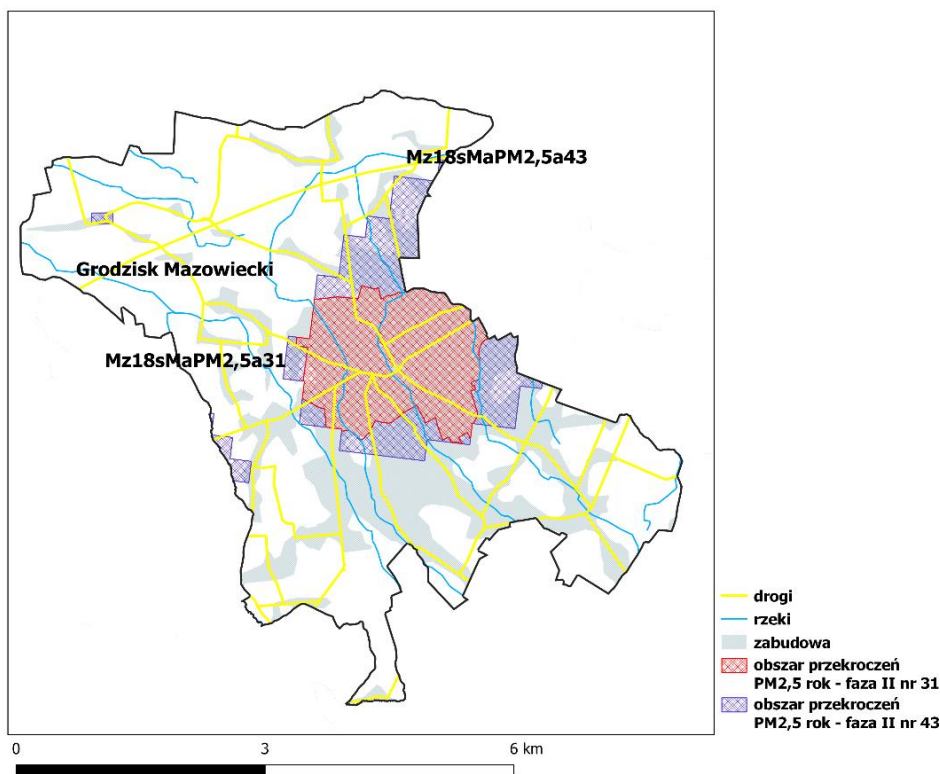 Mz18sMaPM2,5a43
Grodzisk Mazowiecki
Mz18sMaPM2,5a31
drogi
rzeki
zabudowa
obszar przekroczeń
PM2,5 rok - faza II nr 31
obszar przekroczeń
PM2,5 rok - faza II nr 43
0 3 6 km